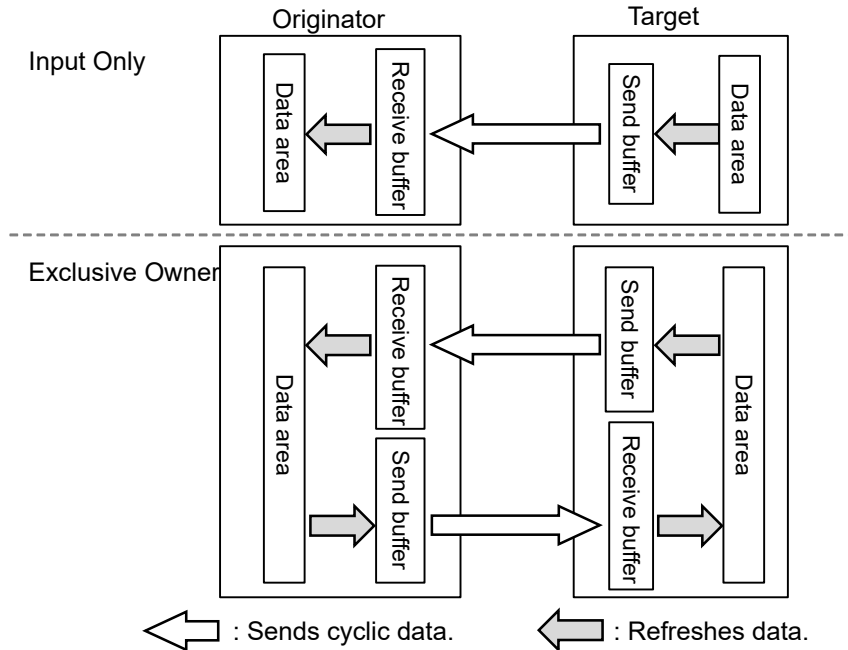 Originator
Target
Input Only
Data area
Receive buffer
Send buffer
Data area
Exclusive Owner
Data area
Receive buffer
Send buffer
Send buffer
Receive buffer
Data area
: Sends cyclic data.
: Refreshes data.